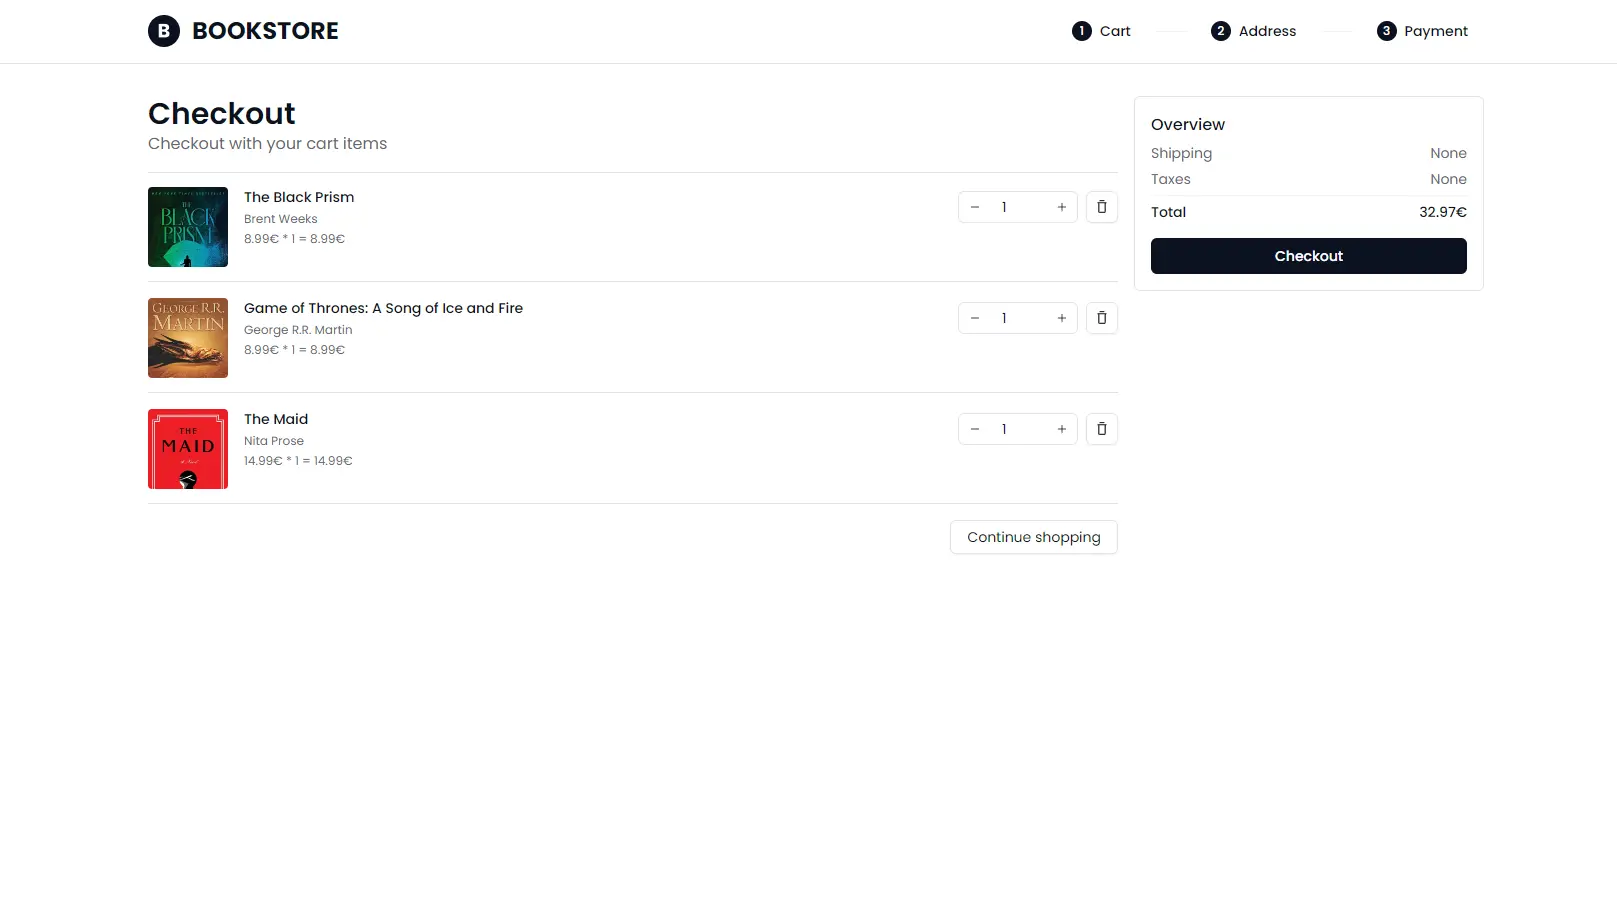 B BOOKSTORE
1 Cart
2 Address
3 Payment
Checkout
Checkout with your cart items
THE
BLACK
PRISM
The Black Prism
Brent Weeks
8.99€ * 1 = 8.99€
− 1 +
GEORGE R.R.
MARTIN
Game of Thrones: A Song of Ice and Fire
George R.R. Martin
8.99€ * 1 = 8.99€
− 1 +
THE
MAID
The Maid
Nita Prose
14.99€ * 1 = 14.99€
− 1 +
Continue shopping
Overview
Shipping None
Taxes None
Total 32.97€
Checkout